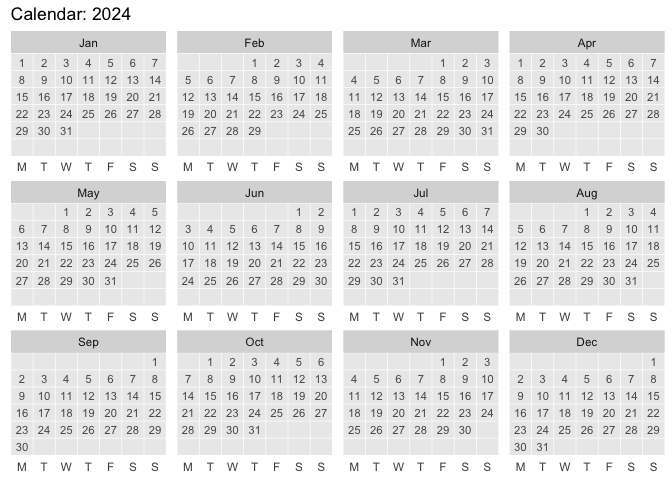 Calendar: 2024
Jan Feb Mar Apr
1 2 3 4 5 6 7 1 2 3 4 1 2 3 1 2 3 4 5 6 7
8 9 10 11 12 13 14 5 6 7 8 9 10 11 4 5 6 7 8 9 10 8 9 10 11 12 13 14
15 16 17 18 19 20 21 12 13 14 15 16 17 18 11 12 13 14 15 16 17 15 16 17 18 19 20 21
22 23 24 25 26 27 28 19 20 21 22 23 24 25 18 19 20 21 22 23 24 22 23 24 25 26 27 28
29 30 31 26 27 28 29 25 26 27 28 29 30 31 29 30
M T W T F S S M T W T F S S M T W T F S S M T W T F S S
May Jun Jul Aug
1 2 3 4 5 1 2 1 2 3 4 5 6 7 1 2 3 4
6 7 8 9 10 11 12 3 4 5 6 7 8 9 8 9 10 11 12 13 14 5 6 7 8 9 10 11
13 14 15 16 17 18 19 10 11 12 13 14 15 16 15 16 17 18 19 20 21 12 13 14 15 16 17 18
20 21 22 23 24 25 26 17 18 19 20 21 22 23 22 23 24 25 26 27 28 19 20 21 22 23 24 25
27 28 29 30 31 24 25 26 27 28 29 30 29 30 31 26 27 28 29 30 31
M T W T F S S M T W T F S S M T W T F S S M T W T F S S
Sep Oct Nov Dec
1 1 2 3 4 5 6 1 2 3 1
2 3 4 5 6 7 8 7 8 9 10 11 12 13 4 5 6 7 8 9 10 2 3 4 5 6 7 8
9 10 11 12 13 14 15 14 15 16 17 18 19 20 11 12 13 14 15 16 17 9 10 11 12 13 14 15
16 17 18 19 20 21 22 21 22 23 24 25 26 27 18 19 20 21 22 23 24 16 17 18 19 20 21 22
23 24 25 26 27 28 29 28 29 30 31 25 26 27 28 29 30 23 24 25 26 27 28 29
30 30 31
M T W T F S S M T W T F S S M T W T F S S M T W T F S S